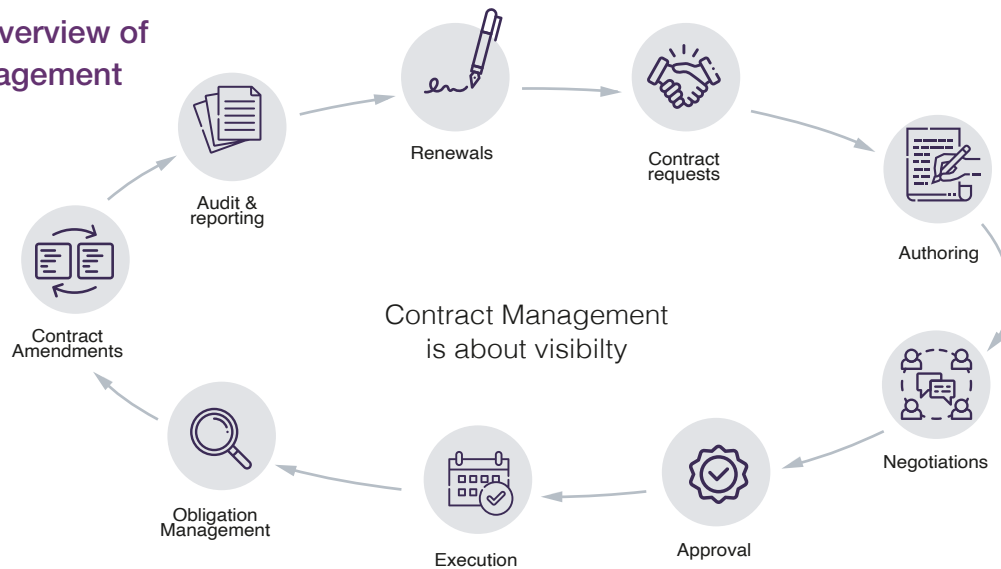 verview of
agement
Renewals
Contract
requests
Audit &
reporting
Authoring
Contract Management
is about visibilty
Contract
Amendments
Negotiations
Obligation
Management
Approval
Execution